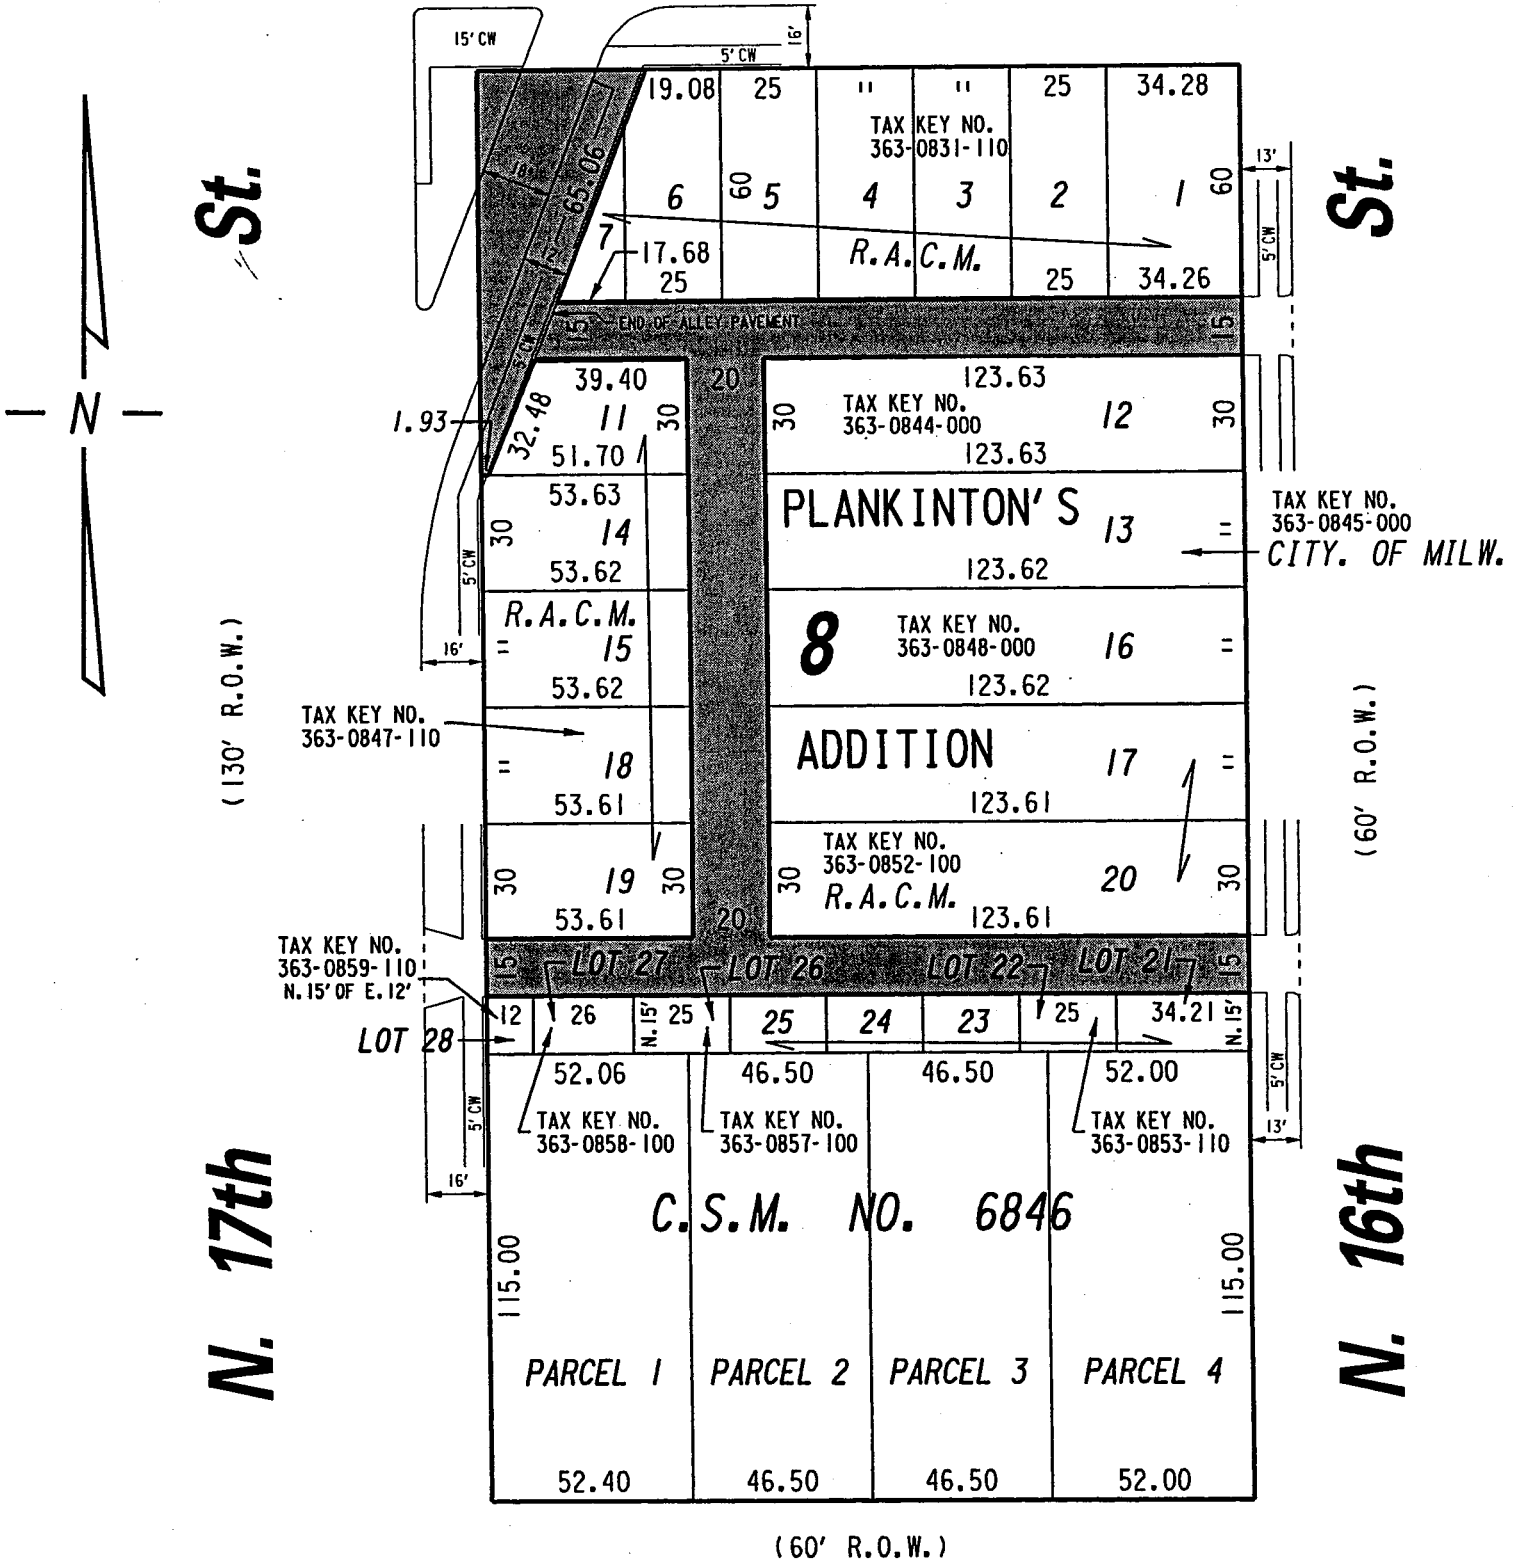 15' CW
16'
5' CW
19.08 25 " " 25 34.28
TAX KEY NO.
363-0831-110
13'
St.
St.
65.06
6 60 5 4 3 2 1 60
5' CW
7
17.68
R.A.C.M.
25 25 34.26
12
15 END OF ALLEY PAVEMENT 15
5' CW
39.40 20 123.63
TAX KEY NO.
363-0844-000
N
1.93
32.48
11 30 30 12 30
51.70 123.63
53.63
PLANKINTON'S
TAX KEY NO.
363-0845-000
30 14 13 =
CITY. OF MILW.
53.62 123.62
5' CW
R.A.C.M.
8
TAX KEY NO.
363-0848-000
16'
= 15 16 =
53.62 123.62
(130' R.O.W.)
(60' R.O.W.)
TAX KEY NO.
363-0847-110
ADDITION
= 18 17 =
53.61 123.61
TAX KEY NO.
363-0852-100
30 19 30 30 20 30
R.A.C.M.
53.61 20 123.61
TAX KEY NO.
363-0859-110
N. 15' OF E. 12'
15 LOT 27 LOT 26 LOT 22 LOT 21 15
12 26 N. 15' 25 25 24 23 25 34.21 N. 15'
LOT 28
52.06 46.50 46.50 52.00
5' CW
5' CW
TAX KEY NO.
363-0858-100
TAX KEY NO.
363-0857-100
TAX KEY NO.
363-0853-110
13'
16'
C.S.M. NO. 6846
N. 17th
N. 16th
115.00 115.00
PARCEL 1 PARCEL 2 PARCEL 3 PARCEL 4
52.40 46.50 46.50 52.00
(60' R.O.W.)